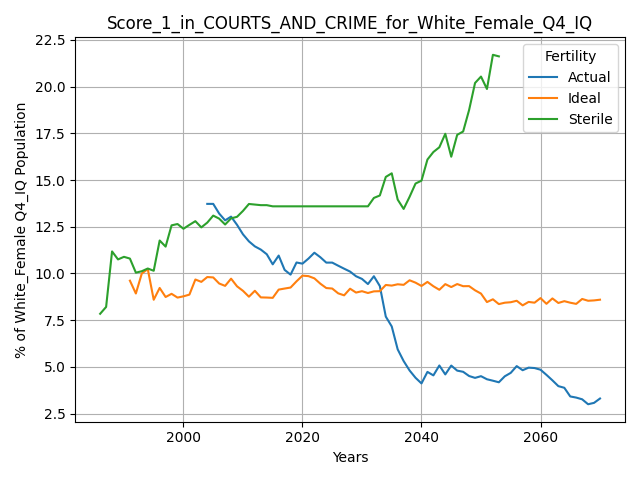 Score_1_in_COURTS_AND_CRIME_for_White_Female_Q4_IQ
% of White_Female Q4_IQ Population
22.5
20.0
17.5
15.0
12.5
10.0
7.5
5.0
2.5
Fertility
Actual
Ideal
Sterile
2000
2020
2040
2060
Years